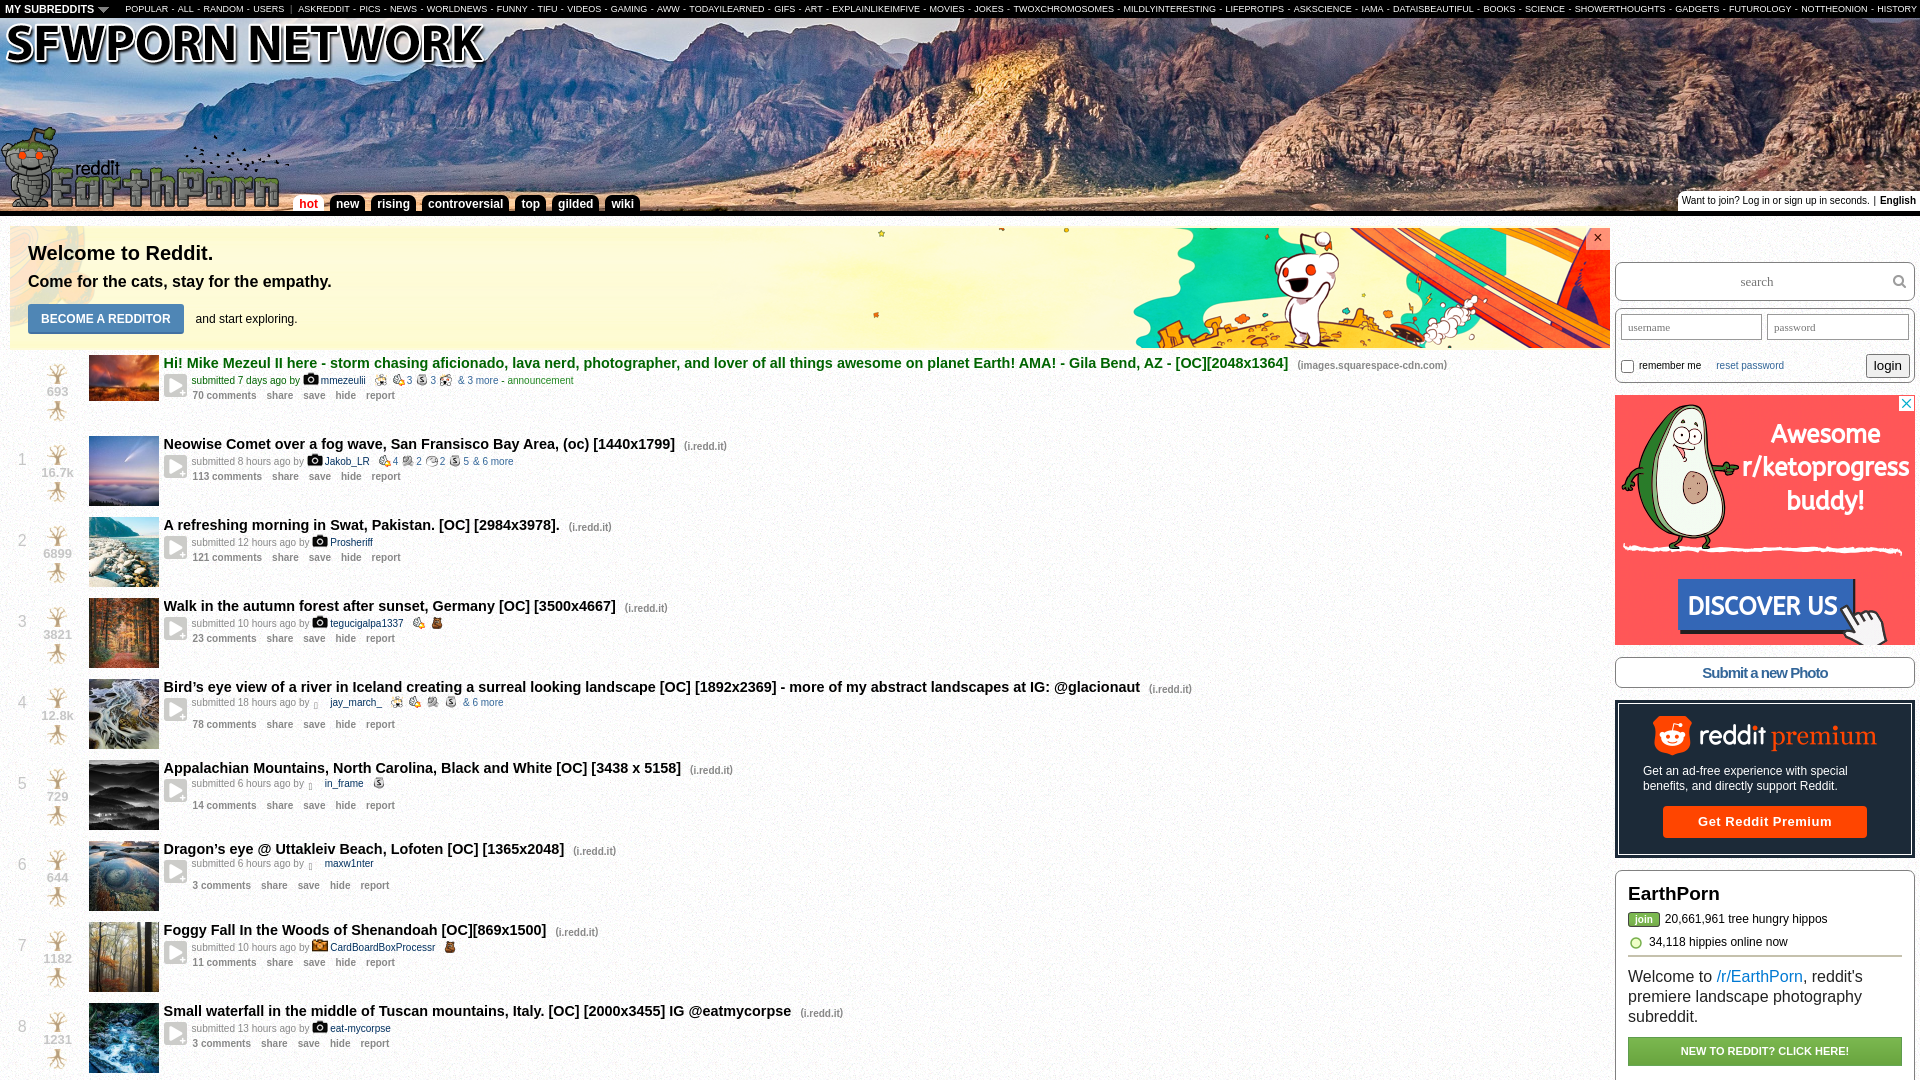 MY SUBREDDITS POPULAR - ALL - RANDOM - USERS | ASKREDDIT - PICS - NEWS - WORLDNEWS - FUNNY - TIFU - VIDEOS - GAMING - AWW - TODAYILEARNED - GIFS - ART - EXPLAINLIKEIMFIVE - MOVIES - JOKES - TWOXCHROMOSOMES - MILDLYINTERESTING - LIFEPROTIPS - ASKSCIENCE - IAMA - DATAISBEAUTIFUL - BOOKS - SCIENCE - SHOWERTHOUGHTS - GADGETS - FUTUROLOGY - NOTTHEONION - HISTORY
SFWPORN NETWORK
reddit
EarthPorn
hot new rising controversial top gilded wiki
Want to join? Log in or sign up in seconds. | English
Welcome to Reddit.
Come for the cats, stay for the empathy.
BECOME A REDDITOR and start exploring.
×
693
Hi! Mike Mezeul II here - storm chasing aficionado, lava nerd, photographer, and lover of all things awesome on planet Earth! AMA! - Gila Bend, AZ - [OC][2048x1364] (images.squarespace-cdn.com)
submitted 7 days ago by mmezeulii 3 3 & 3 more - announcement
70 comments share save hide report
1
16.7k
Neowise Comet over a fog wave, San Fransisco Bay Area, (oc) [1440x1799] (i.redd.it)
submitted 8 hours ago by Jakob_LR 4 2 2 5 & 6 more
113 comments share save hide report
2
6899
A refreshing morning in Swat, Pakistan. [OC] [2984x3978]. (i.redd.it)
submitted 12 hours ago by Prosheriff
121 comments share save hide report
3
3821
Walk in the autumn forest after sunset, Germany [OC] [3500x4667] (i.redd.it)
submitted 10 hours ago by tegucigalpa1337
23 comments share save hide report
4
12.8k
Bird’s eye view of a river in Iceland creating a surreal looking landscape [OC] [1892x2369] - more of my abstract landscapes at IG: @glacionaut (i.redd.it)
submitted 18 hours ago by jay_march_ & 6 more
78 comments share save hide report
5
729
Appalachian Mountains, North Carolina, Black and White [OC] [3438 x 5158] (i.redd.it)
submitted 6 hours ago by in_frame
14 comments share save hide report
6
644
Dragon’s eye @ Uttakleiv Beach, Lofoten [OC] [1365x2048] (i.redd.it)
submitted 6 hours ago by maxw1nter
3 comments share save hide report
7
1182
Foggy Fall In the Woods of Shenandoah [OC][869x1500] (i.redd.it)
submitted 10 hours ago by CardBoardBoxProcessr
11 comments share save hide report
8
1231
Small waterfall in the middle of Tuscan mountains, Italy. [OC] [2000x3455] IG @eatmycorpse (i.redd.it)
submitted 13 hours ago by eat-mycorpse
3 comments share save hide report
search
username password
remember me reset password login
Awesome
r/ketoprogress
buddy!
DISCOVER US
Submit a new Photo
reddit premium
Get an ad-free experience with special
benefits, and directly support Reddit.
Get Reddit Premium
EarthPorn
join 20,661,961 tree hungry hippos
34,118 hippies online now
Welcome to /r/EarthPorn, reddit's
premiere landscape photography
subreddit.
NEW TO REDDIT? CLICK HERE!